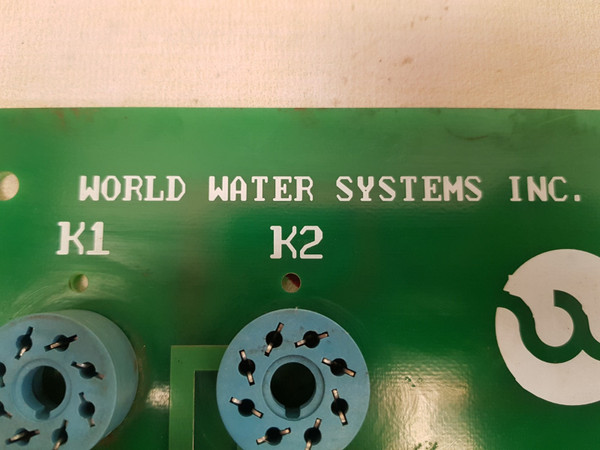 WORLD WATER SYSTEMS INC.
K1 K2